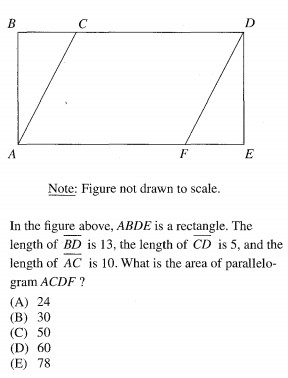 B C D
A F E
Note: Figure not drawn to scale.
In the figure above, ABDE is a rectangle. The
length of BD is 13, the length of CD is 5, and the
length of AC is 10. What is the area of parallelo-
gram ACDF ?
(A) 24
(B) 30
(C) 50
(D) 60
(E) 78